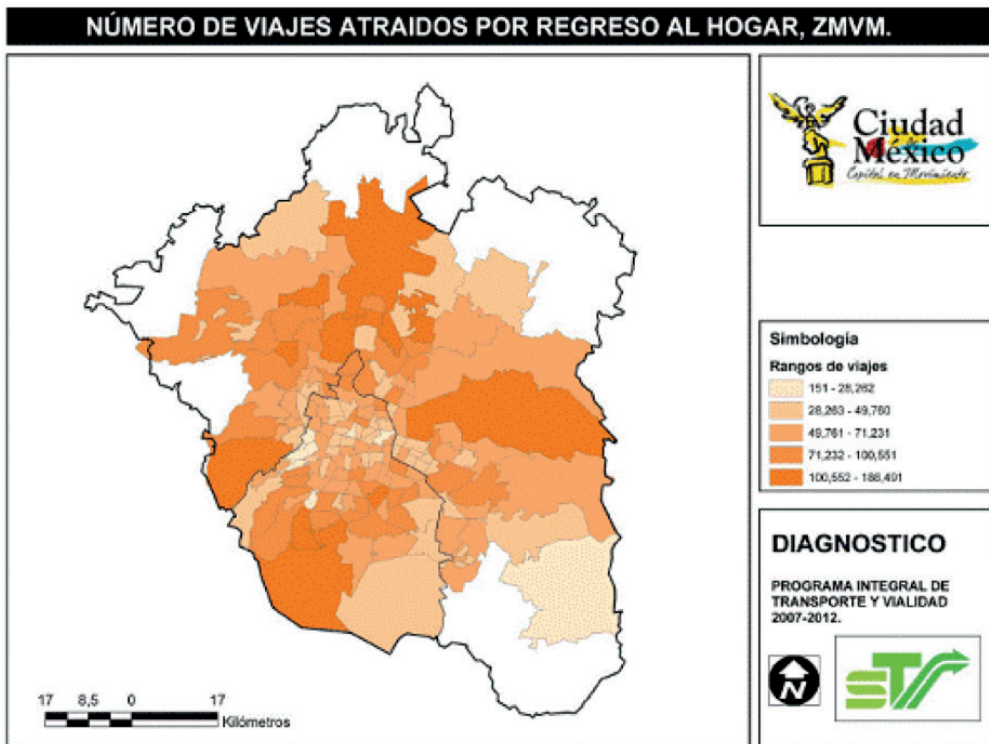 NÚMERO DE VIAJES ATRAIDOS POR REGRESO AL HOGAR, ZMVM.
Ciudad
México
Capital en Movimiento
Simbología
Rangos de viajes
151 - 28,262
28,263 - 49,760
49,761 - 71,231
71,232 - 100,551
100,552 - 188,491
DIAGNOSTICO
PROGRAMA INTEGRAL DE
TRANSPORTE Y VIALIDAD
2007-2012.
N
STV
17 8,5 0 17
Kilómetros